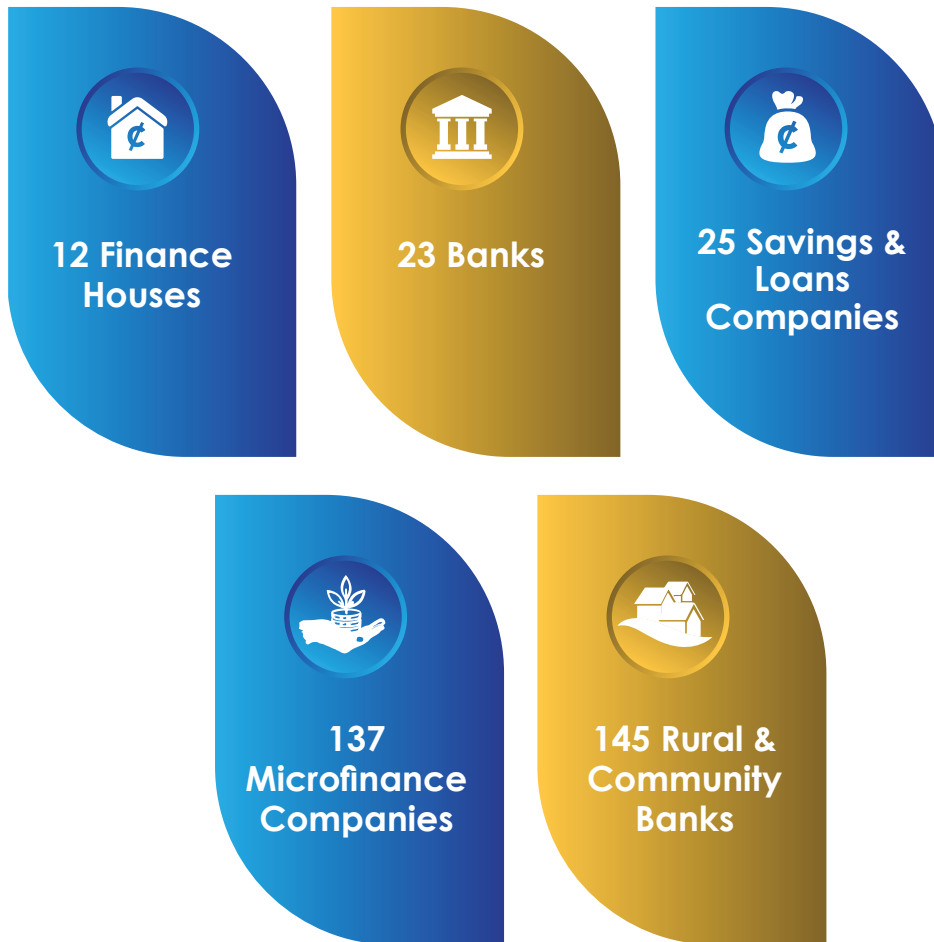 ¢
12 Finance
Houses
23 Banks
¢
25 Savings &
Loans
Companies
137
Microfinance
Companies
145 Rural &
Community
Banks